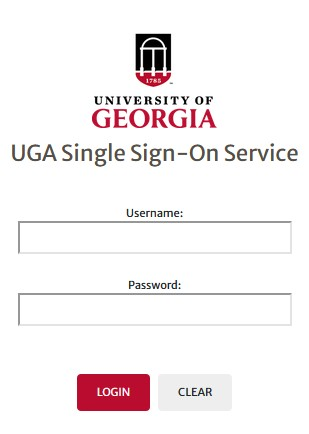 1785
UNIVERSITY OF
GEORGIA
UGA Single Sign-On Service
Username:
Password:
LOGIN
CLEAR